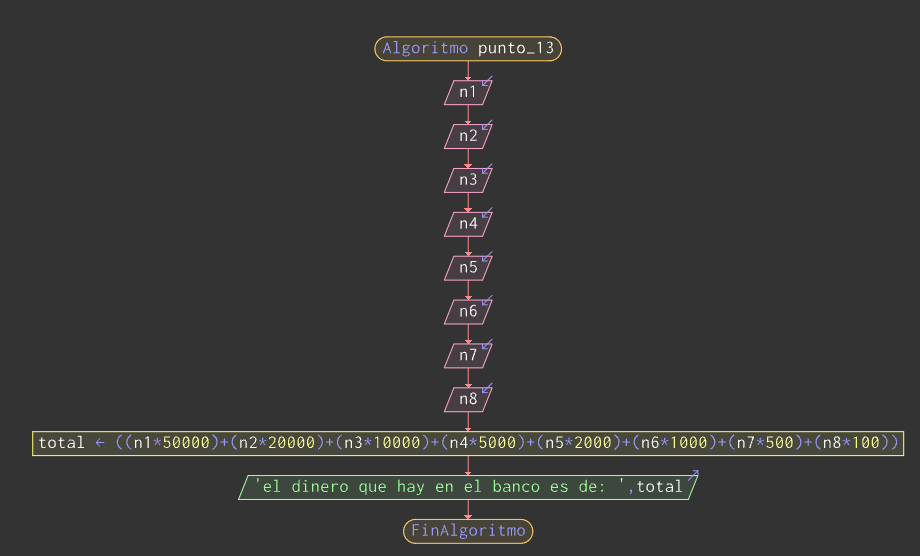 Algoritmo punto_13
n1
n2
n3
n4
n5
n6
n7
n8
total ← ((n1*50000)+(n2*20000)+(n3*10000)+(n4*5000)+(n5*2000)+(n6*1000)+(n7*500)+(n8*100))
'el dinero que hay en el banco es de: ',total
FinAlgoritmo